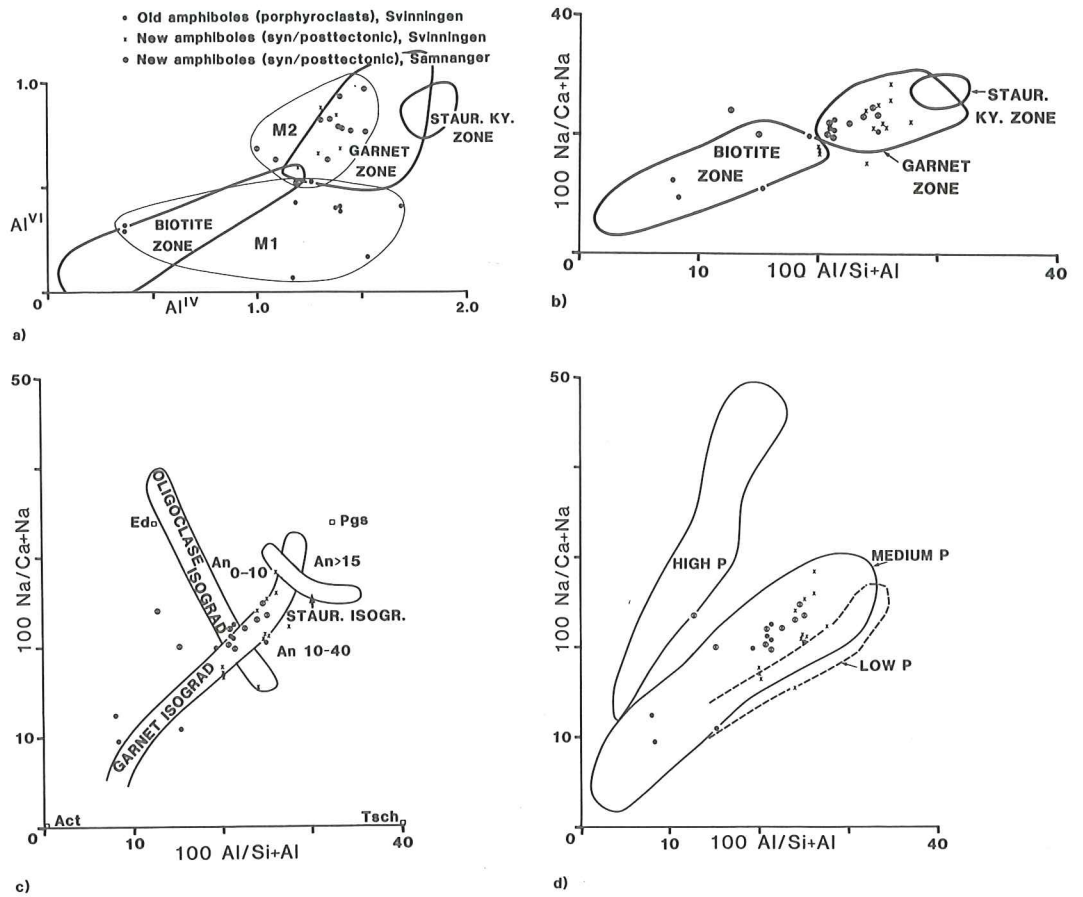 Old amphiboles (porphyroclasts), Svinningen
New amphiboles (syn/posttectonic), Svinningen
New amphiboles (syn/posttectonic), Samnanger
1.0
Al^VI
M2
GARNET
ZONE
STAUR. KY.
ZONE
BIOTITE
ZONE
M1
0
Al^IV
1.0
2.0
a)
40
100 Na/Ca+Na
BIOTITE
ZONE
STAUR.
KY. ZONE
GARNET
ZONE
0
10
100 Al/Si+Al
40
b)
50
100 Na/Ca+Na
OLIGOCLASE ISOGRAD
Ed
Pgs
An 0-10
An>15
STAUR. ISOGR.
An 10-40
GARNET ISOGRAD
10
Act
Tsch
0
10
100 Al/Si+Al
40
c)
50
100 Na/Ca+Na
HIGH P
MEDIUM P
LOW P
10
0
10
100 Al/Si+Al
40
d)